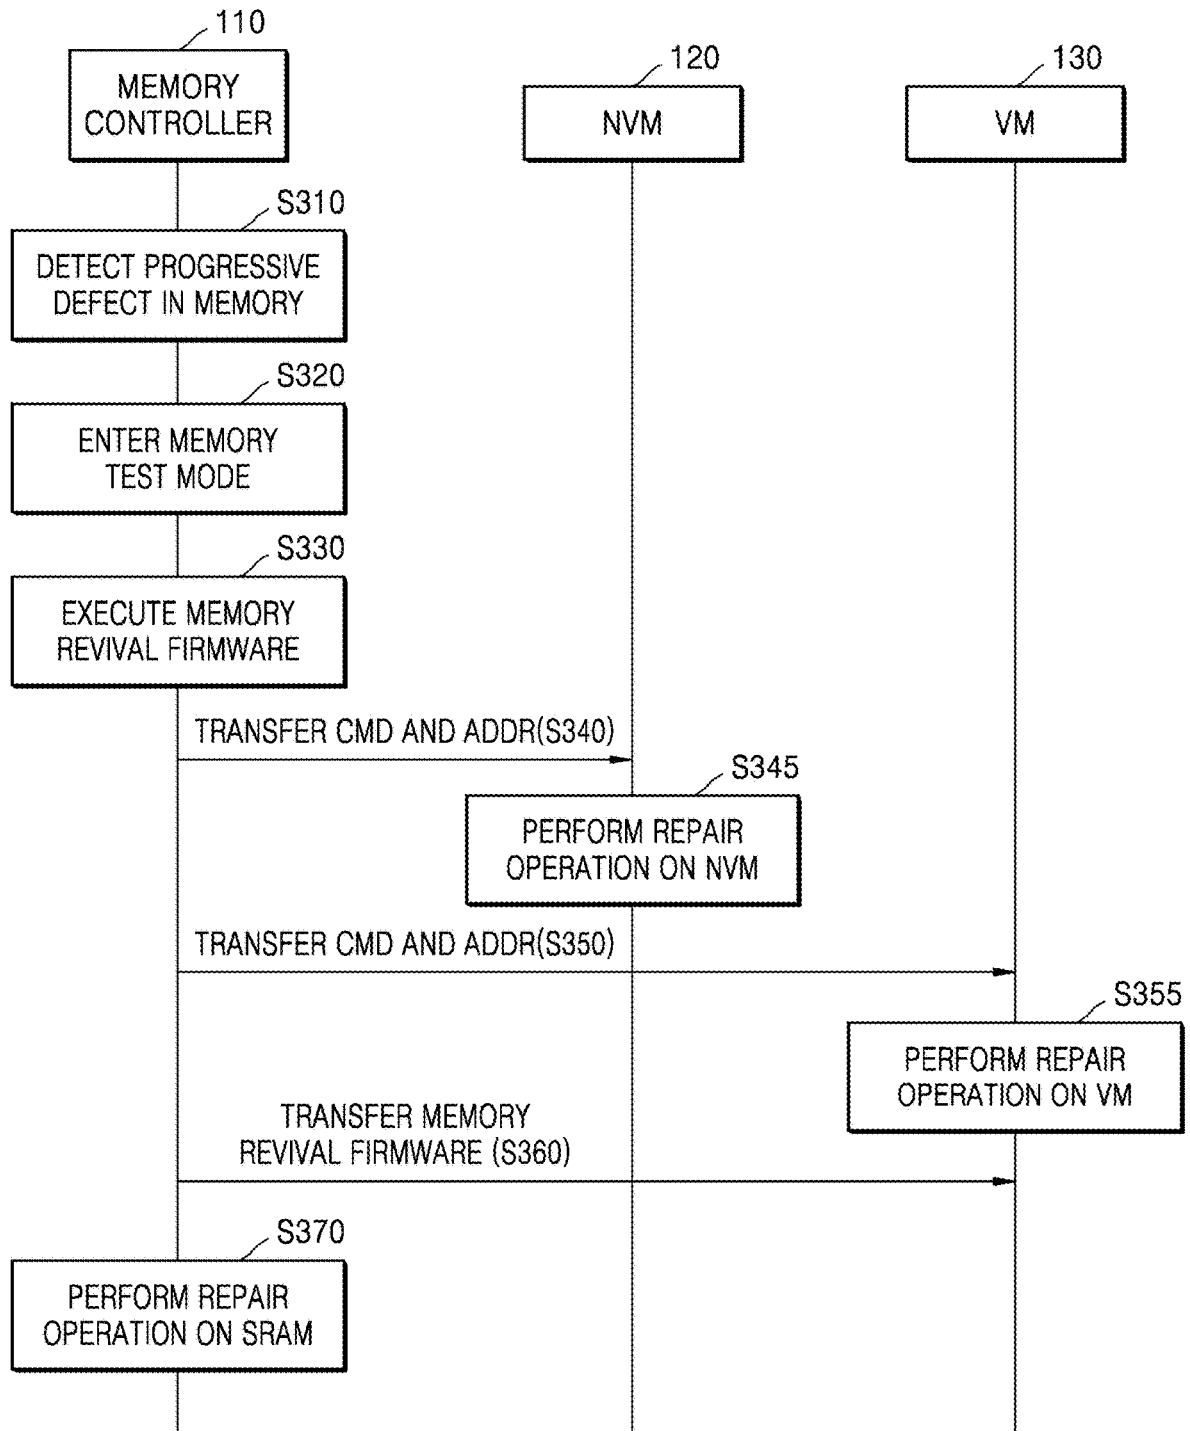 110
MEMORY
CONTROLLER
120
NVM
130
VM
S310
DETECT PROGRESSIVE
DEFECT IN MEMORY
S320
ENTER MEMORY
TEST MODE
S330
EXECUTE MEMORY
REVIVAL FIRMWARE
TRANSFER CMD AND ADDR(S340)
S345
PERFORM REPAIR
OPERATION ON NVM
TRANSFER CMD AND ADDR(S350)
S355
PERFORM REPAIR
OPERATION ON VM
TRANSFER MEMORY
REVIVAL FIRMWARE (S360)
S370
PERFORM REPAIR
OPERATION ON SRAM